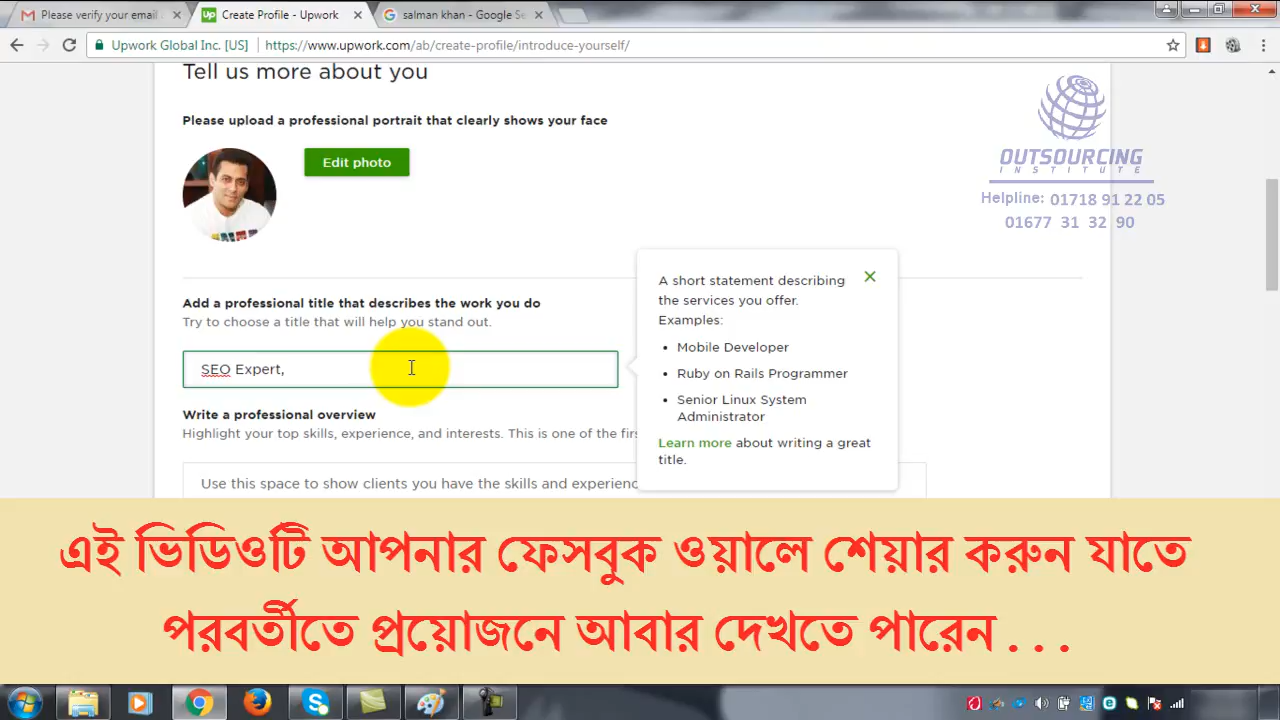 Please verify your email
Create Profile - Upwork
salman khan - Google Se
Upwork Global Inc. [US]
https://www.upwork.com/ab/create-profile/introduce-yourself/
Tell us more about you
Please upload a professional portrait that clearly shows your face
Edit photo
OUTSOURCING
INSTITUTE
Helpline: 01718 91 22 05
01677 31 32 90
Add a professional title that describes the work you do
Try to choose a title that will help you stand out.
SEO Expert,
A short statement describing
the services you offer.
Examples:
• Mobile Developer
• Ruby on Rails Programmer
• Senior Linux System
Administrator
Learn more about writing a great
title.
Write a professional overview
Highlight your top skills, experience, and interests. This is one of the firs
Use this space to show clients you have the skills and experienc
এই ভিডিওটি আপনার ফেসবুক ওয়ালে শেয়ার করুন যাতে
পরবর্তীতে প্রয়োজনে আবার দেখতে পারেন . . .